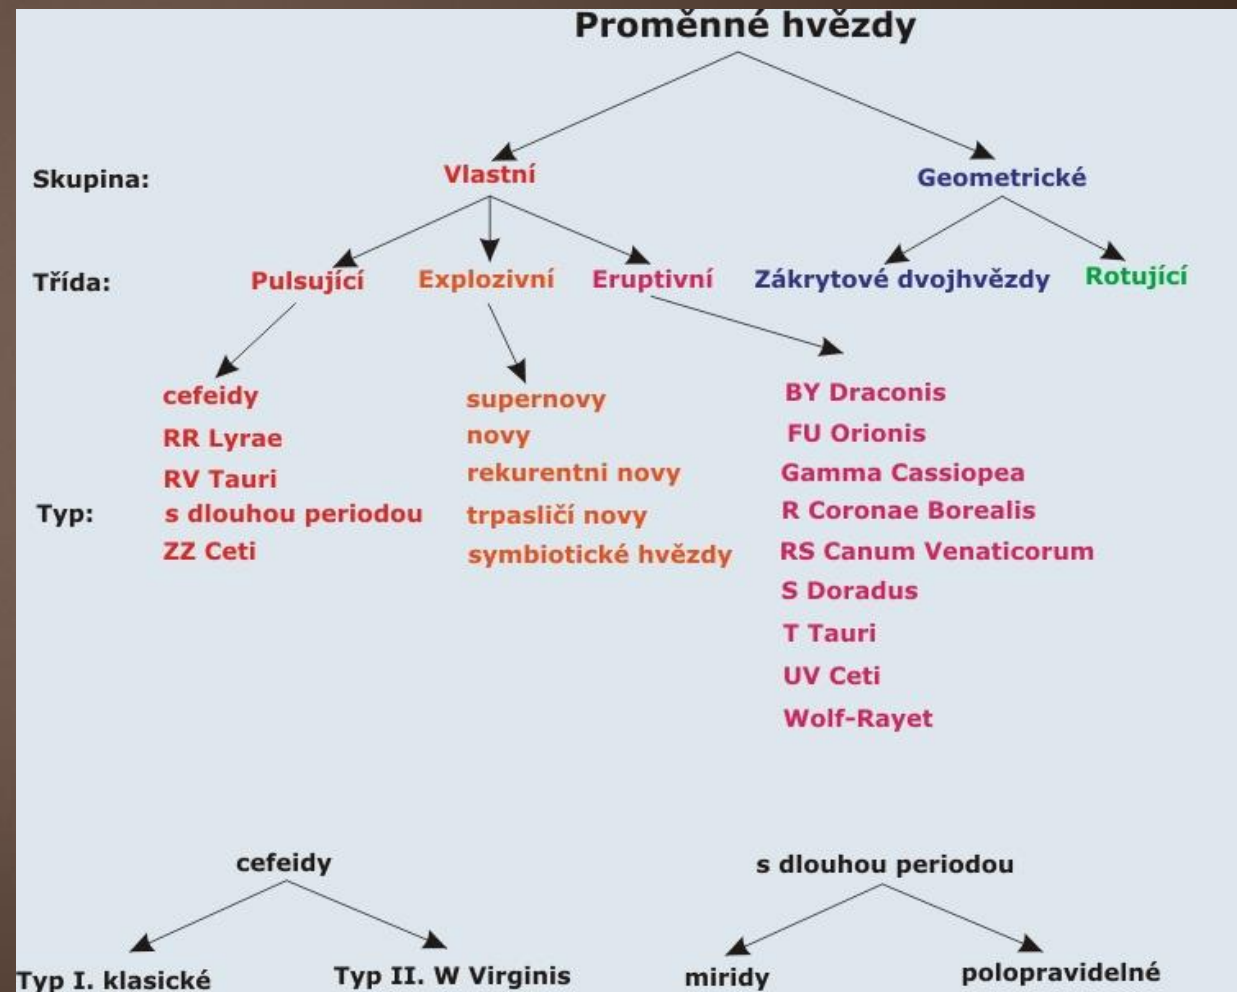 Proměnné hvězdy
Skupina:
Vlastní
Geometrické
Třída:
Pulsující
Explozivní
Eruptivní
Zákrytové dvojhvězdy
Rotující
Typ:
cefeidy
RR Lyrae
RV Tauri
s dlouhou periodou
ZZ Ceti
supernovy
novy
rekurentni novy
trpasličí novy
symbiotické hvězdy
BY Draconis
FU Orionis
Gamma Cassiopea
R Coronae Borealis
RS Canum Venaticorum
S Doradus
T Tauri
UV Ceti
Wolf-Rayet
cefeidy
Typ I. klasické
Typ II. W Virginis
s dlouhou periodou
miridy
polopravidelné